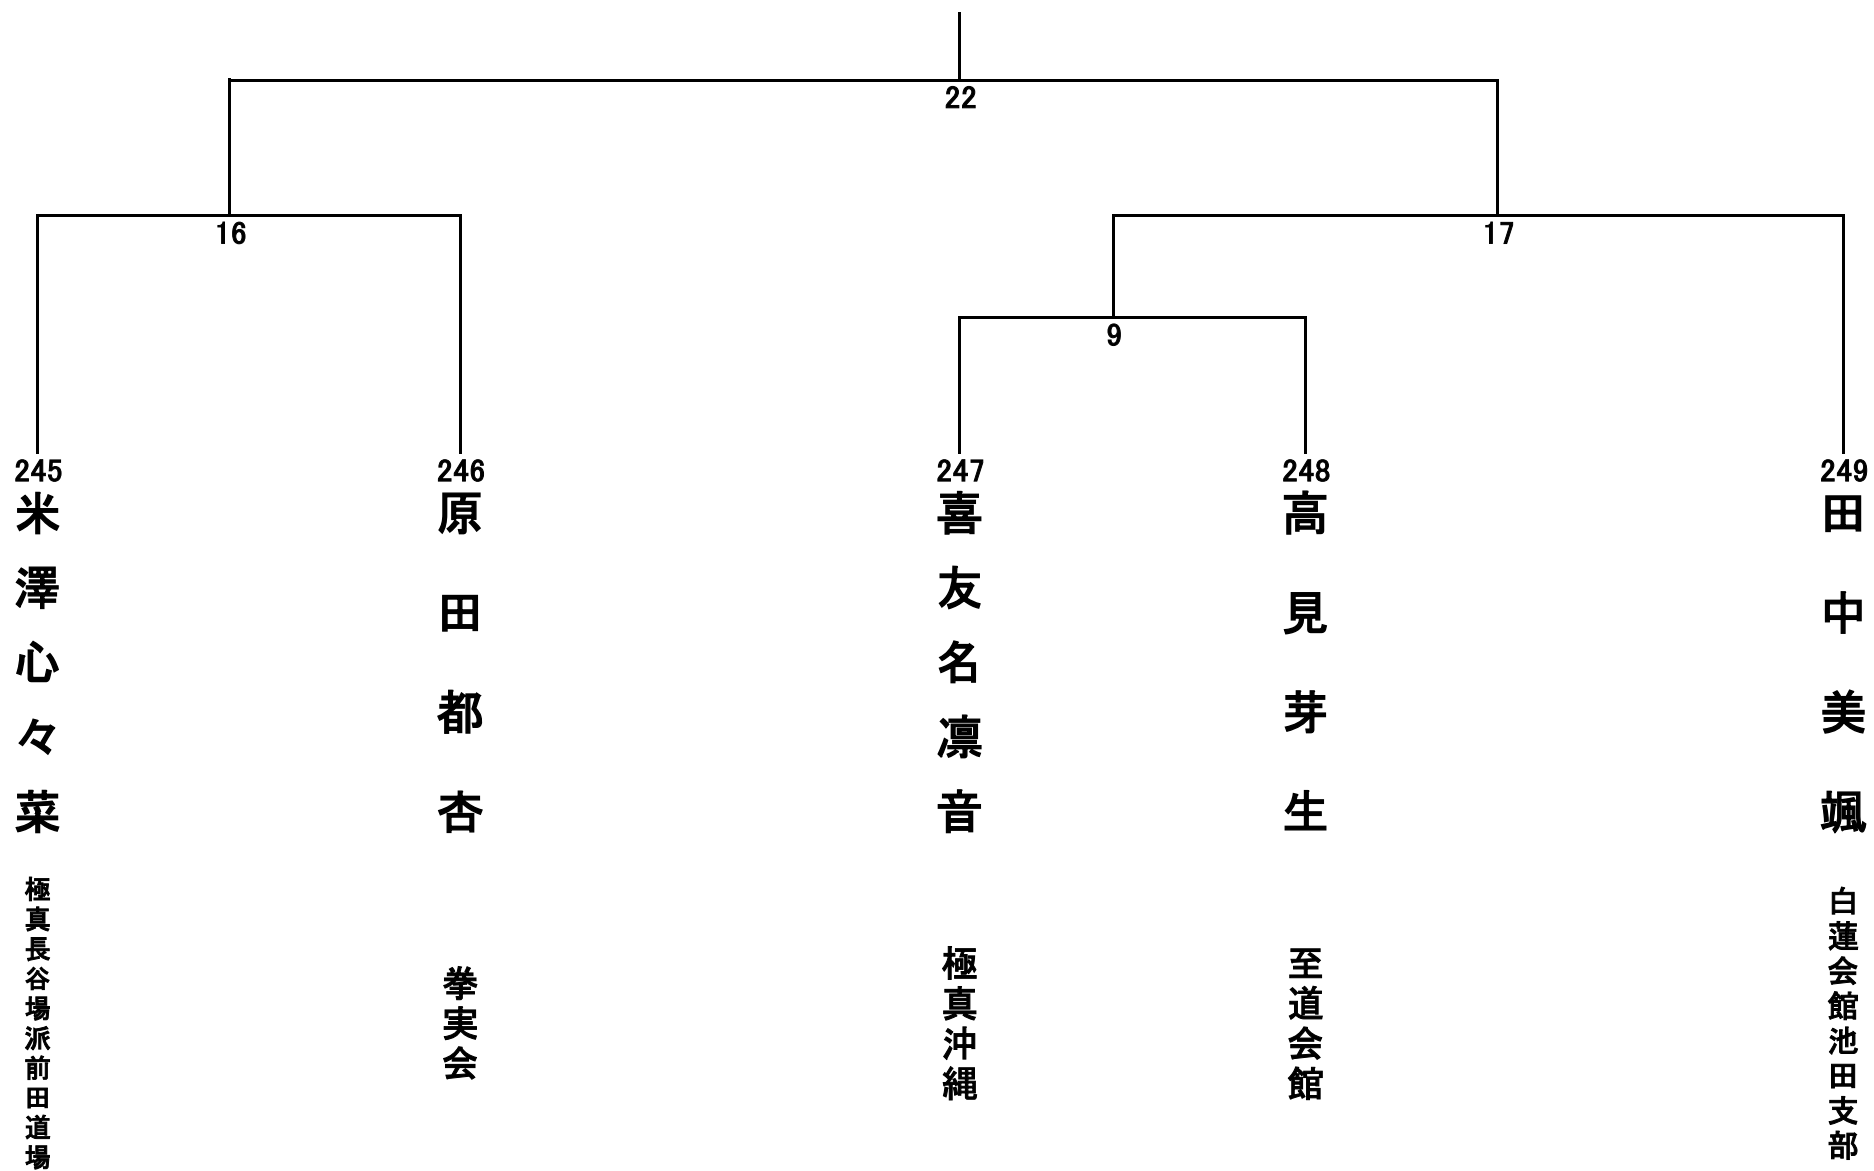 22
16
17
9
245
米澤心々菜
極真長谷場派前田道場
246
原田都杏
拳実会
247
喜友名凛音
極真沖縄
248
高見芽生
至道会館
249
田中美颯
白蓮会館池田支部